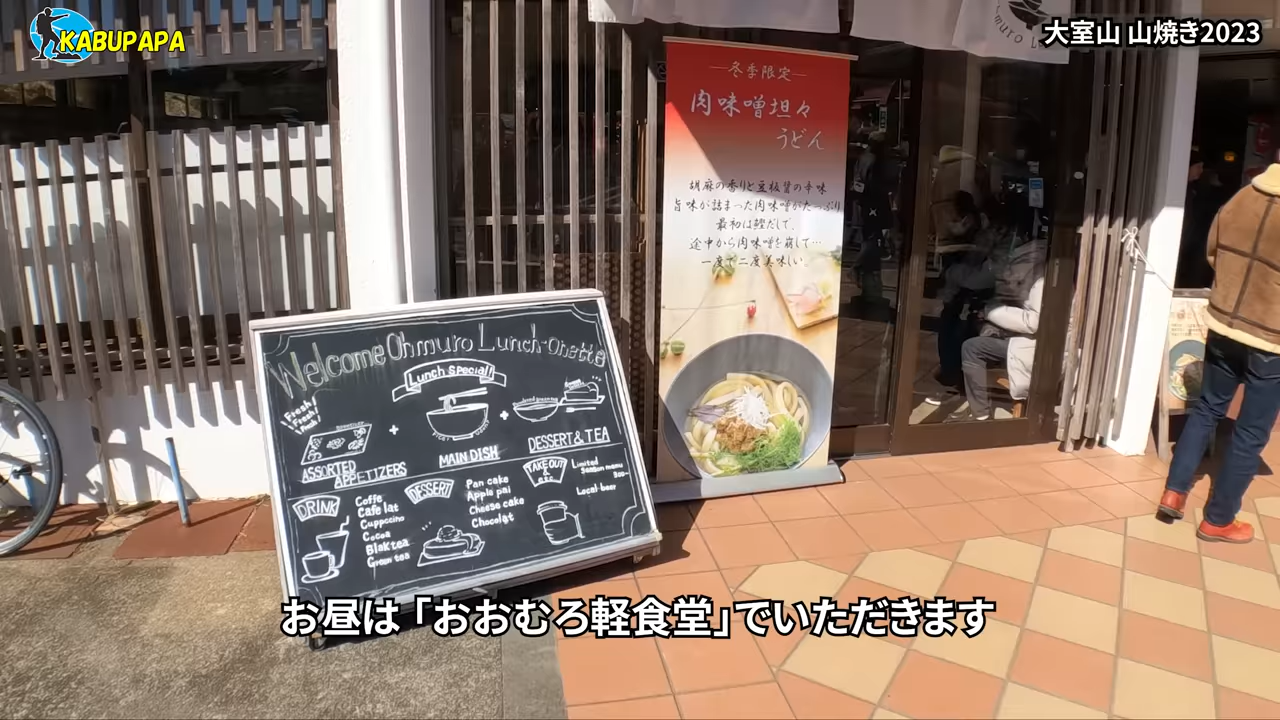 KABUPAPA
大室山 山焼き2023
冬季限定
肉味噌坦々
うどん
胡麻の香りと豆板醤の辛味
旨味が詰まった肉味噌がたっぷり
最初は鰹だしで、
途中から肉味噌を崩して…
一度で二度美味しい。
Welcome Ohmuro Lunch-Onette
Lunch Special!
Fresh!
Fresh!
Fresh!
ASSORTED
APPETIZERS
MAIN DISH
DESSERT & TEA
DRINK
Coffe
Cafe lat
Cuppccino
Cocoa
Blak tea
Green tea
DESSERT
Pan cake
Apple pai
Cheese cake
Chocolat
TAKE OUT
&
etc
Limited
Season menu
Local beer
お昼は「おおむろ軽食堂」でいただきます